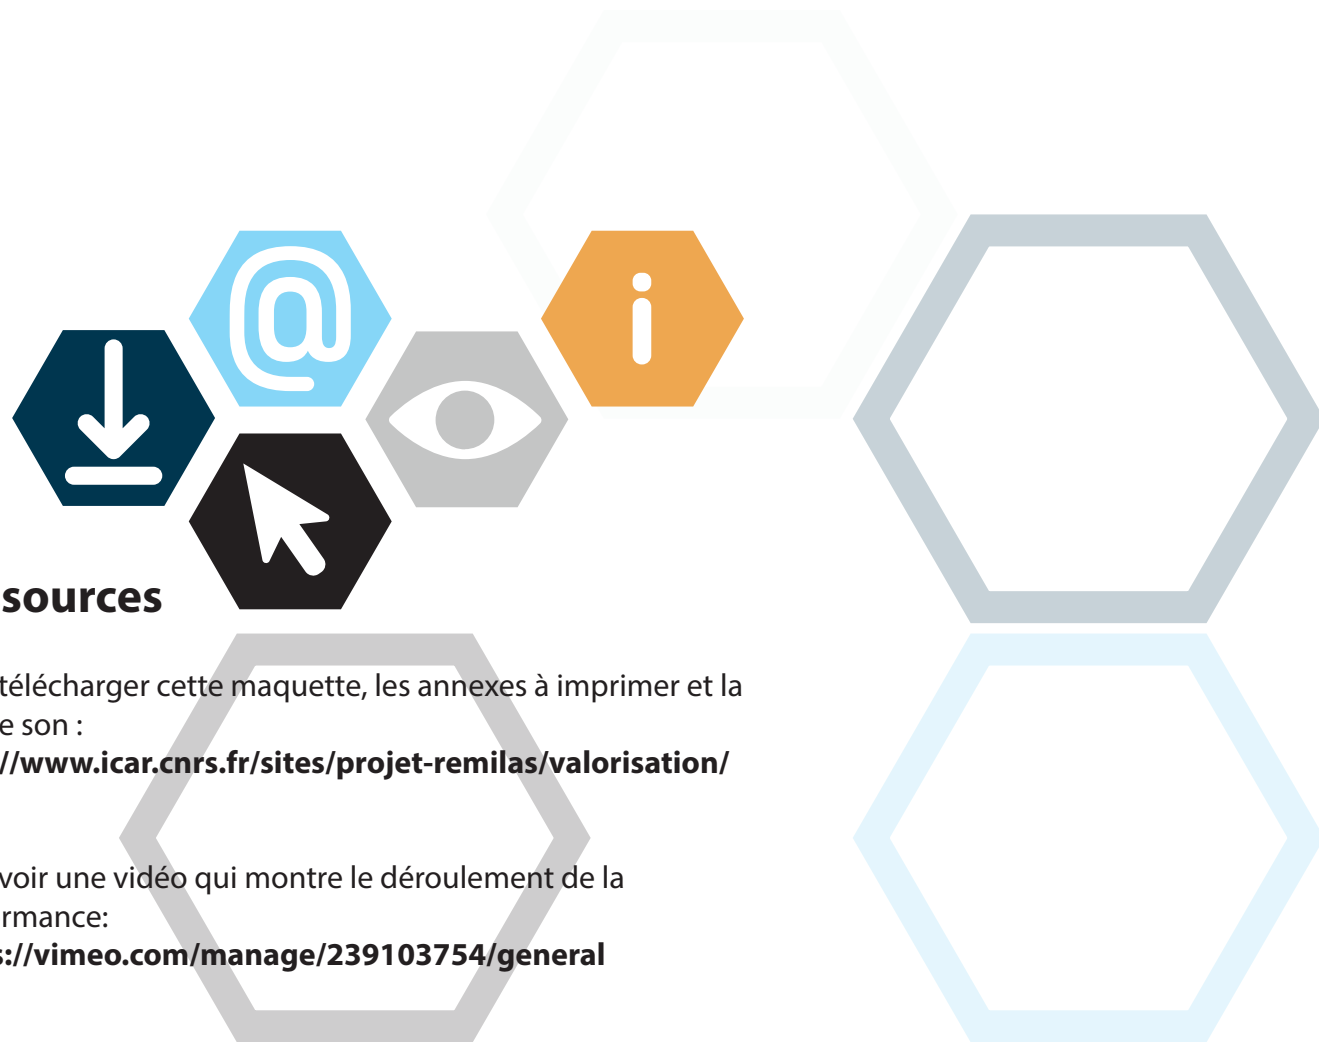 @
i
sources
télécharger cette maquette, les annexes à imprimer et la
e son :
//www.icar.cnrs.fr/sites/projet-remilas/valorisation/
voir une vidéo qui montre le déroulement de la
rmance:
s://vimeo.com/manage/239103754/general